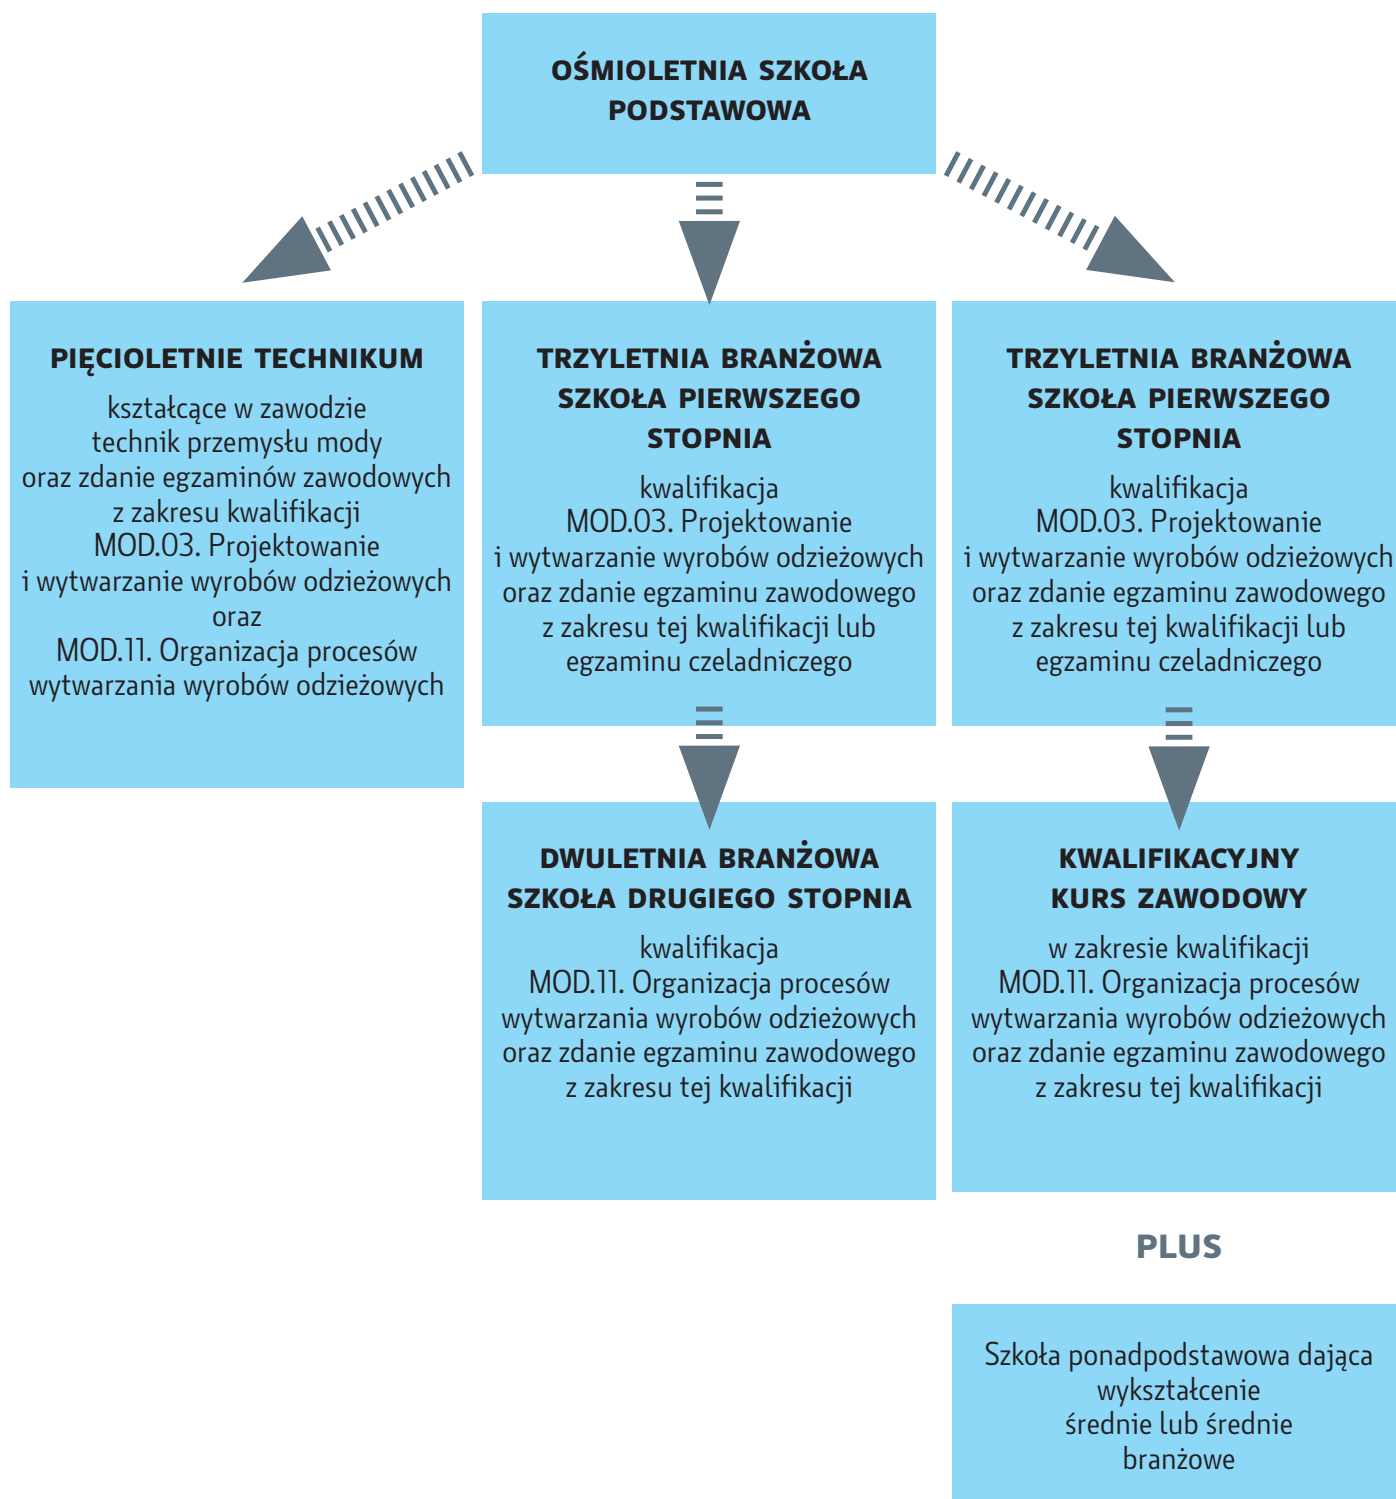 OŚMIOLETNIA SZKOŁA
PODSTAWOWA
PIĘCIOLETNIE TECHNIKUM
kształcące w zawodzie
technik przemysłu mody
oraz zdanie egzaminów zawodowych
z zakresu kwalifikacji
MOD.03. Projektowanie
i wytwarzanie wyrobów odzieżowych
oraz
MOD.11. Organizacja procesów
wytwarzania wyrobów odzieżowych
TRZYLETNIA BRANŻOWA
SZKOŁA PIERWSZEGO
STOPNIA
kwalifikacja
MOD.03. Projektowanie
i wytwarzanie wyrobów odzieżowych
oraz zdanie egzaminu zawodowego
z zakresu tej kwalifikacji lub
egzaminu czeladniczego
TRZYLETNIA BRANŻOWA
SZKOŁA PIERWSZEGO
STOPNIA
kwalifikacja
MOD.03. Projektowanie
i wytwarzanie wyrobów odzieżowych
oraz zdanie egzaminu zawodowego
z zakresu tej kwalifikacji lub
egzaminu czeladniczego
DWULETNIA BRANŻOWA
SZKOŁA DRUGIEGO STOPNIA
kwalifikacja
MOD.11. Organizacja procesów
wytwarzania wyrobów odzieżowych
oraz zdanie egzaminu zawodowego
z zakresu tej kwalifikacji
KWALIFIKACYJNY
KURS ZAWODOWY
w zakresie kwalifikacji
MOD.11. Organizacja procesów
wytwarzania wyrobów odzieżowych
oraz zdanie egzaminu zawodowego
z zakresu tej kwalifikacji
PLUS
Szkoła ponadpodstawowa dająca
wykształcenie
średnie lub średnie
branżowe